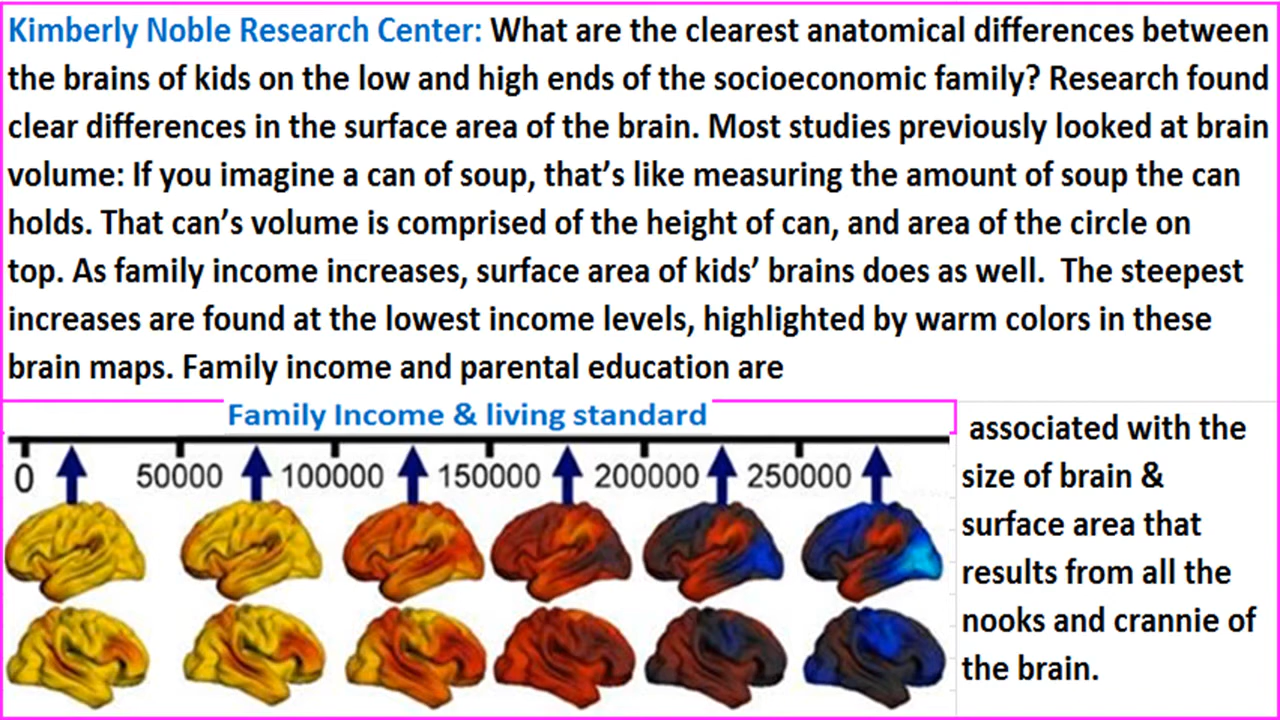 Kimberly Noble Research Center: What are the clearest anatomical differences between
the brains of kids on the low and high ends of the socioeconomic family? Research found
clear differences in the surface area of the brain. Most studies previously looked at brain
volume: If you imagine a can of soup, that’s like measuring the amount of soup the can
holds. That can’s volume is comprised of the height of can, and area of the circle on
top. As family income increases, surface area of kids’ brains does as well.  The steepest
increases are found at the lowest income levels, highlighted by warm colors in these
brain maps. Family income and parental education are
Family Income & living standard
0 50000 100000 150000 200000 250000
associated with the
size of brain &
surface area that
results from all the
nooks and crannie of
the brain.